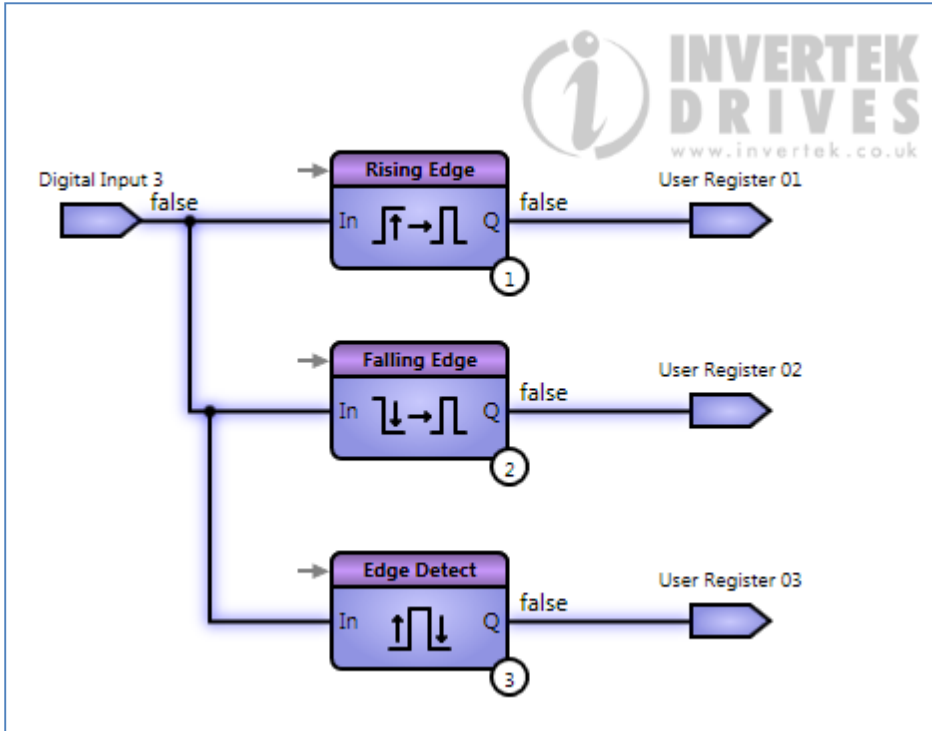 INVERTEK
DRIVES
www.invertek.co.uk
Digital Input 3
false
Rising Edge
In
Q
1
false
User Register 01
Falling Edge
In
Q
2
false
User Register 02
Edge Detect
In
Q
3
false
User Register 03